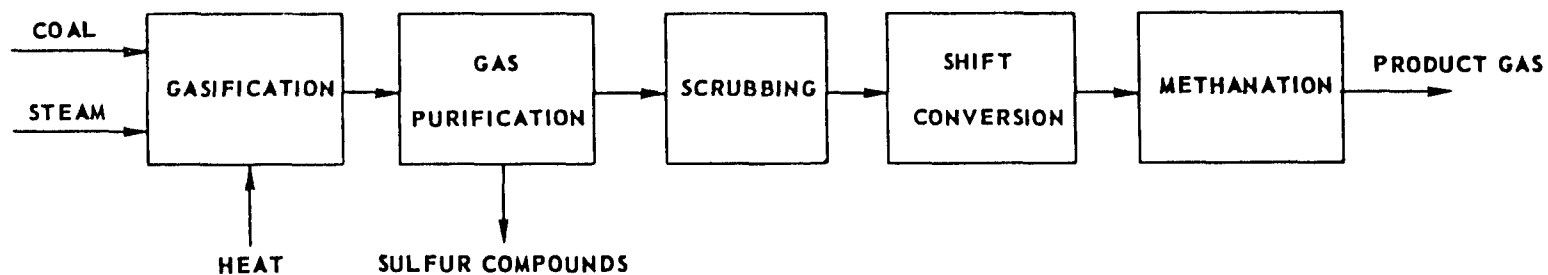 COAL
STEAM
GASIFICATION
HEAT
GAS
PURIFICATION
SULFUR COMPOUNDS
SCRUBBING
SHIFT
CONVERSION
METHANATION
PRODUCT GAS